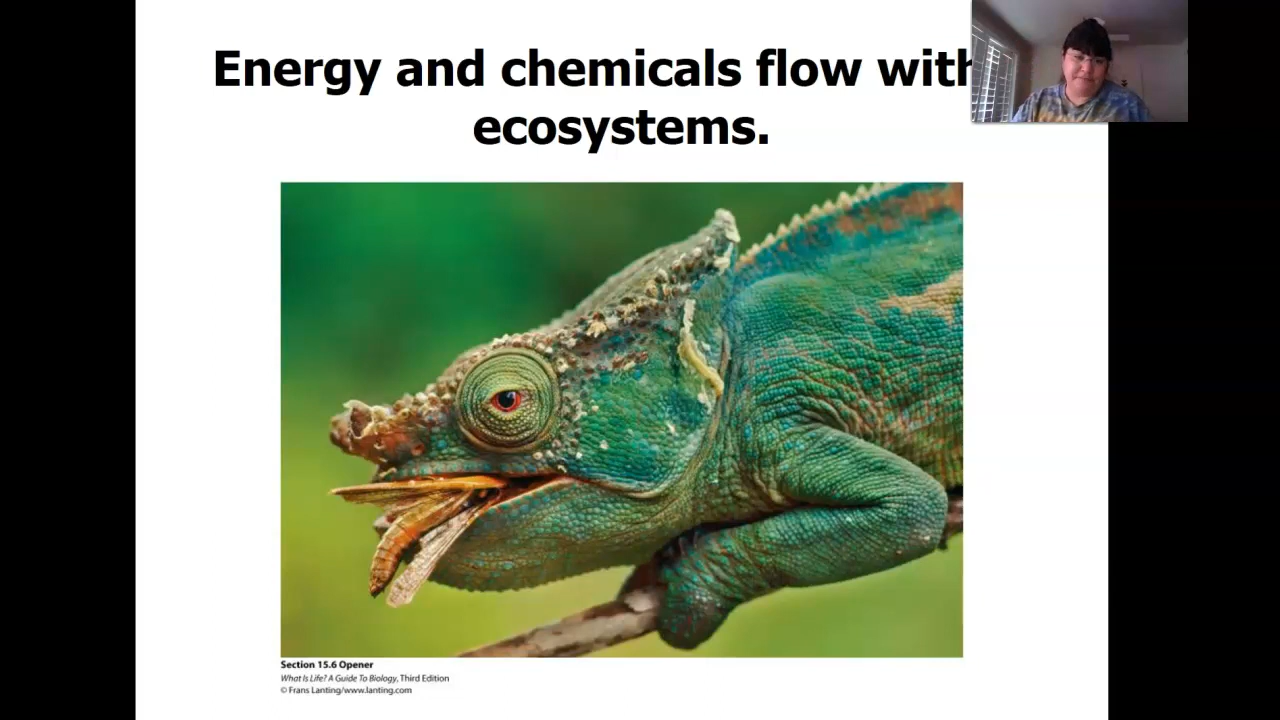 Energy and chemicals flow with
ecosystems.
Section 15.6 Opener
What Is Life? A Guide To Biology, Third Edition
© Frans Lanting/www.lanting.com